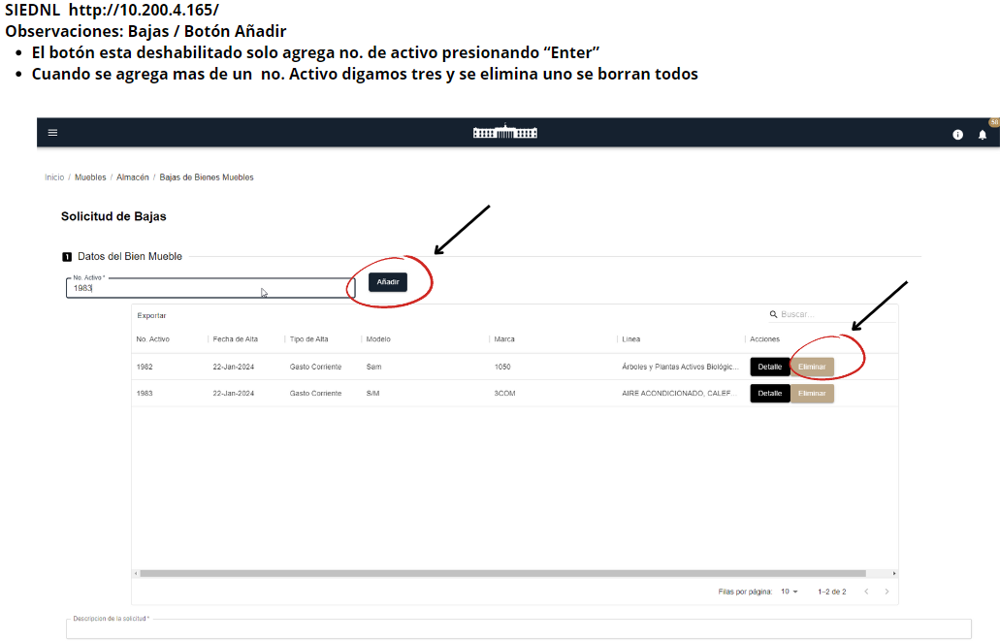 SIEDNL http://10.200.4.165/
Observaciones: Bajas / Botón Añadir
• El botón esta deshabilitado solo agrega no. de activo presionando “Enter”
• Cuando se agrega mas de un no. Activo digamos tres y se elimina uno se borran todos
56
Inicio / Muebles / Almacén / Bajas de Bienes Muebles
Solicitud de Bajas
1 Datos del Bien Mueble
No. Activo *
1983
Añadir
Exportar
Buscar...
No. Activo Fecha de Alta Tipo de Alta Modelo Marca Linea Acciones
1982 22-Jan-2024 Gasto Corriente Sam 1050 Árboles y Plantas Activos Biológic... Detalle Eliminar
1983 22-Jan-2024 Gasto Corriente S/M 3COM AIRE ACONDICIONADO, CALEF... Detalle Eliminar
Filas por página: 10 1–2 de 2
Descripcion de la solicitud *